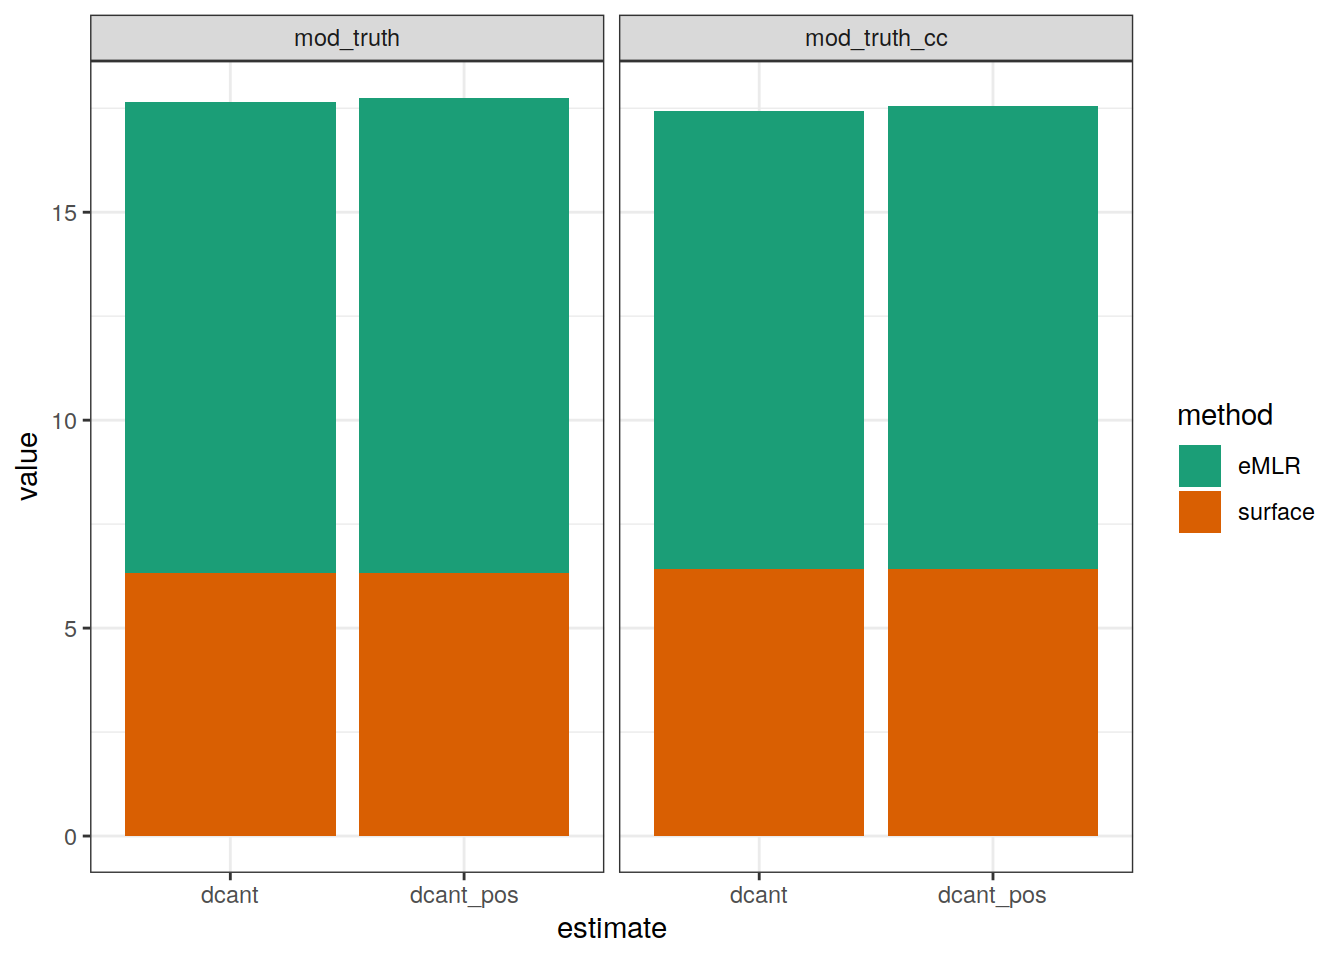 mod_truth
mod_truth_cc
value
15
10
5
0
dcant
dcant_pos
dcant
dcant_pos
estimate
method
eMLR
surface